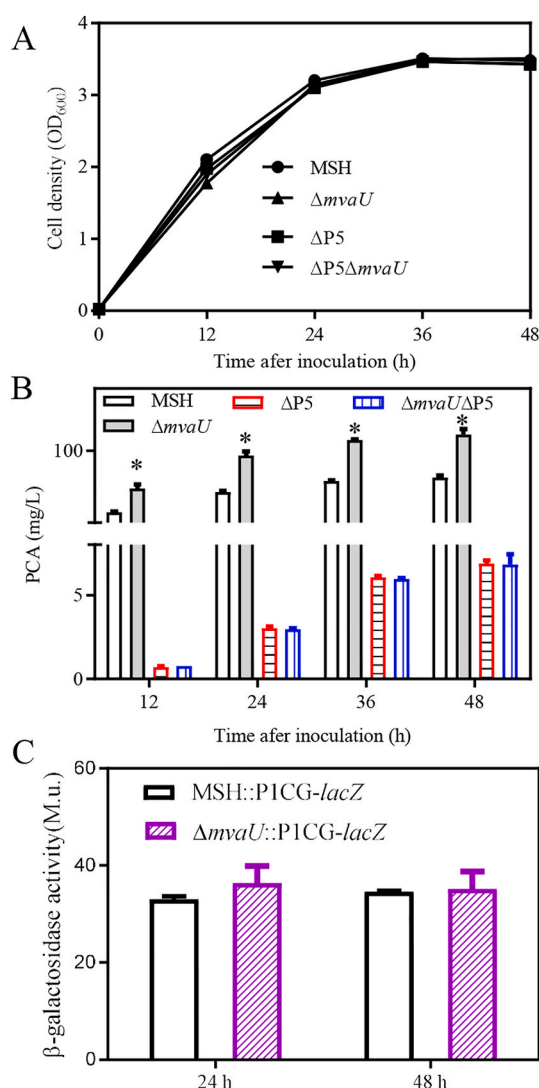 A
Cell density (OD600)
4
3
2
1
0
MSH
ΔmvaU
ΔP5
ΔP5ΔmvaU
0 12 24 36 48
Time afer inoculation (h)
B
MSH ΔP5 ΔmvaUΔP5
ΔmvaU
PCA (mg/L)
100
5
0
* * * *
12 24 36 48
Time afer inoculation (h)
C
β-galactosidase activity(M.u.)
60
40
20
0
MSH::P1CG-lacZ
ΔmvaU::P1CG-lacZ
24 h 48 h